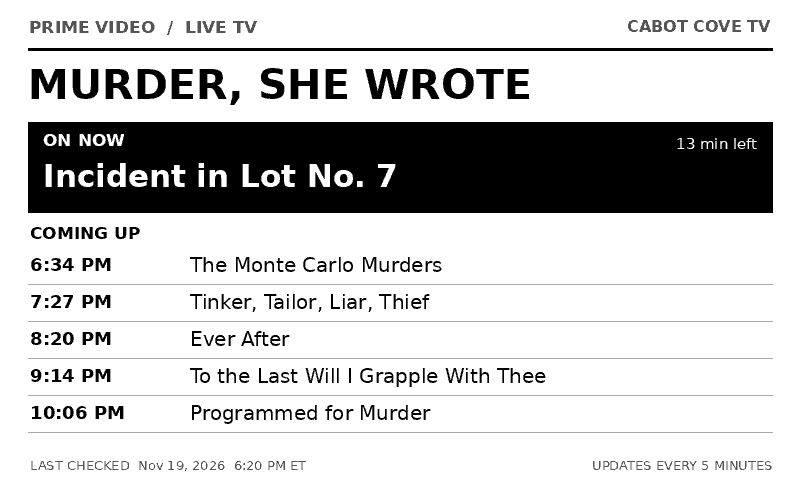 PRIME VIDEO / LIVE TV CABOT COVE TV
MURDER, SHE WROTE
ON NOW 13 min left
Incident in Lot No. 7
COMING UP
6:34 PM The Monte Carlo Murders
7:27 PM Tinker, Tailor, Liar, Thief
8:20 PM Ever After
9:14 PM To the Last Will I Grapple With Thee
10:06 PM Programmed for Murder
LAST CHECKED Nov 19, 2026 6:20 PM ET UPDATES EVERY 5 MINUTES